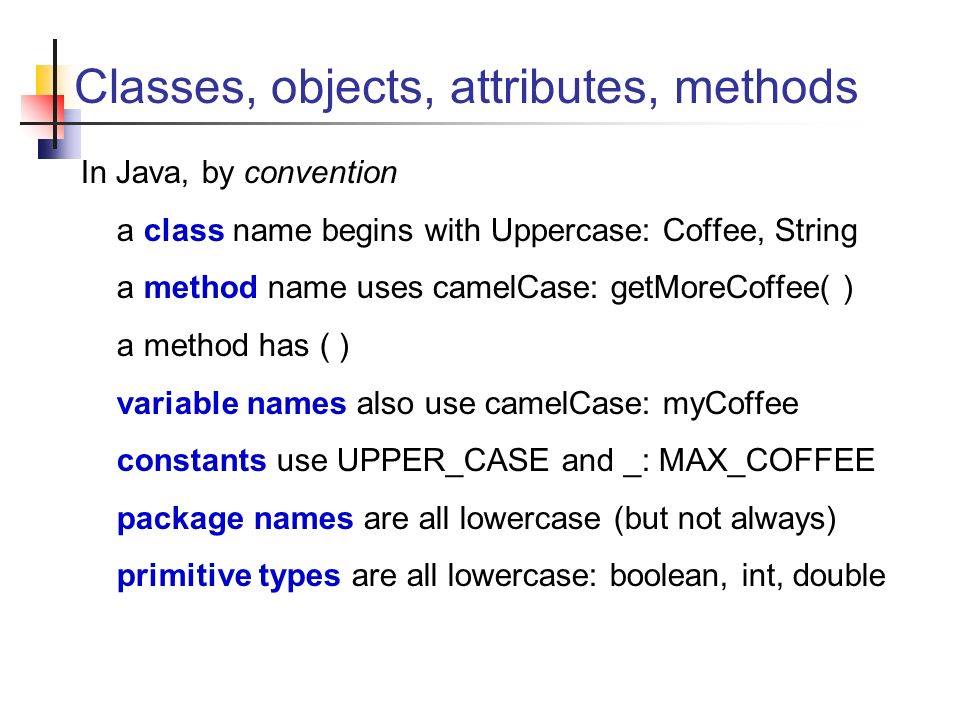 Classes, objects, attributes, methods
In Java, by convention
a class name begins with Uppercase: Coffee, String
a method name uses camelCase: getMoreCoffee( )
a method has ( )
variable names also use camelCase: myCoffee
constants use UPPER_CASE and _: MAX_COFFEE
package names are all lowercase (but not always)
primitive types are all lowercase: boolean, int, double